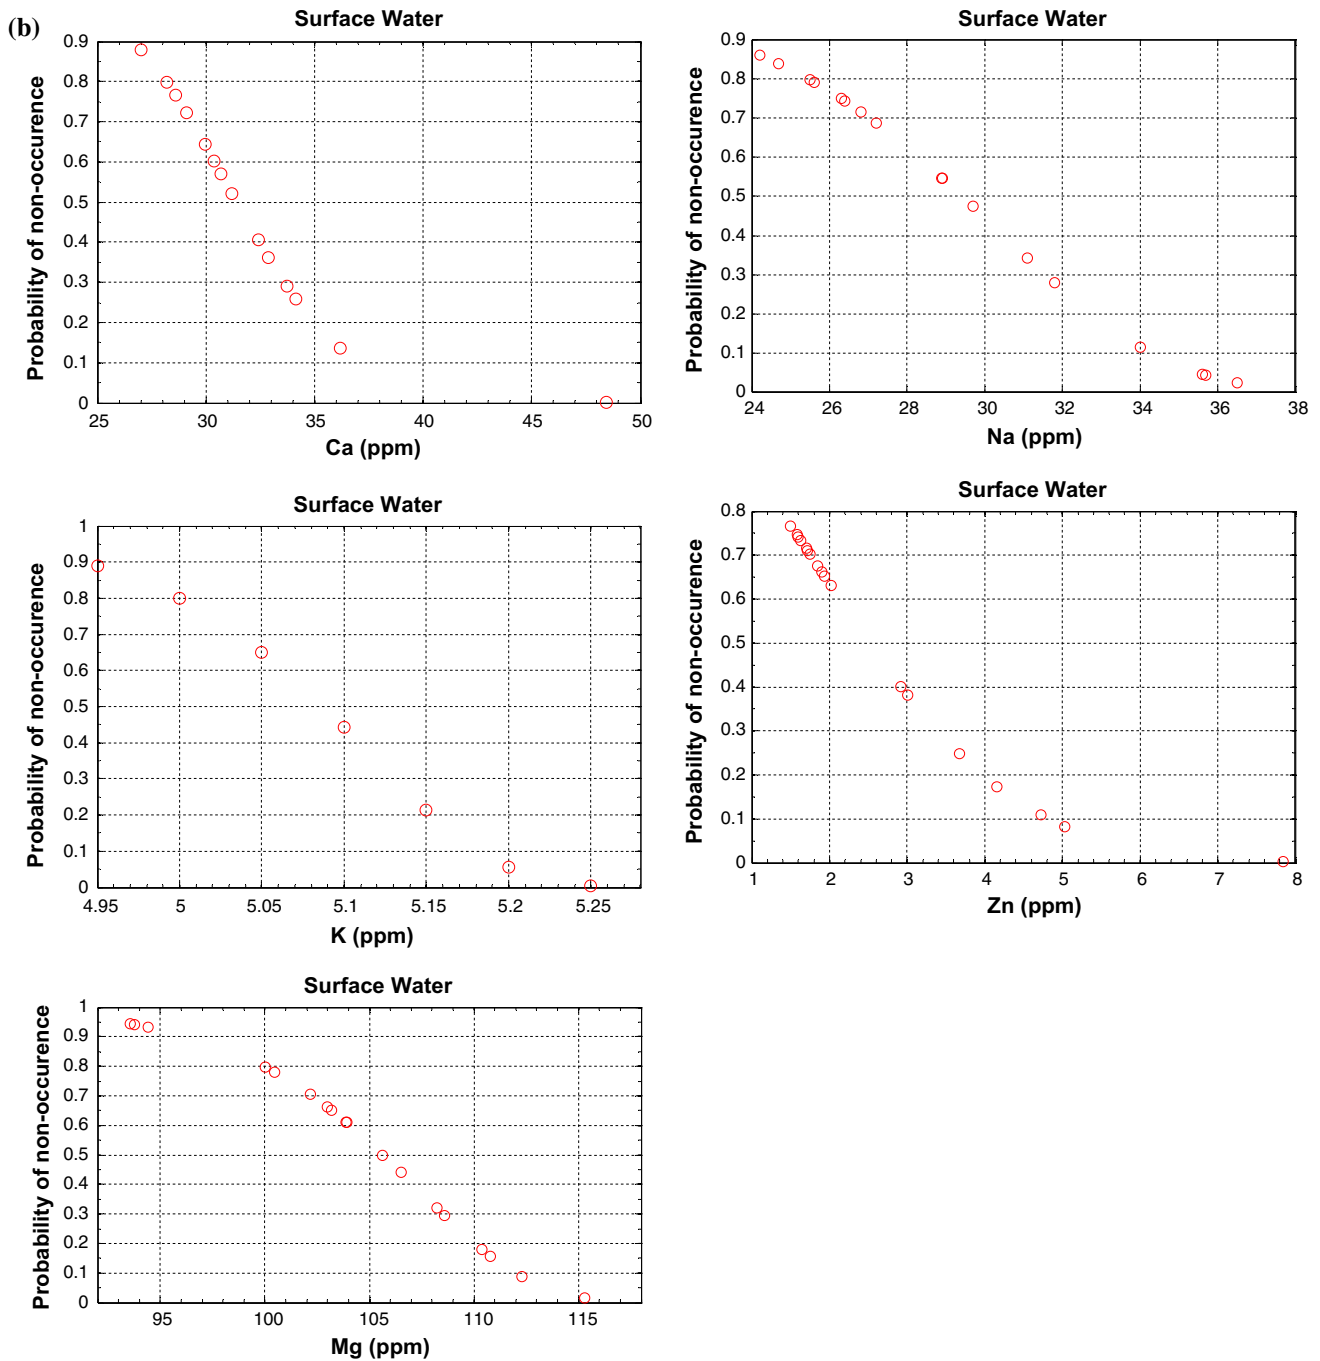 (b)
Surface Water
0.9
0.8
0.7
0.6
0.5
0.4
0.3
0.2
0.1
0
Probability of non-occurence
25 30 35 40 45 50
Ca (ppm)
Surface Water
0.9
0.8
0.7
0.6
0.5
0.4
0.3
0.2
0.1
0
Probability of non-occurence
24 26 28 30 32 34 36 38
Na (ppm)
Surface Water
1
0.9
0.8
0.7
0.6
0.5
0.4
0.3
0.2
0.1
0
Probability of non-occurence
4.95 5 5.05 5.1 5.15 5.2 5.25
K (ppm)
Surface Water
0.8
0.7
0.6
0.5
0.4
0.3
0.2
0.1
0
Probability of non-occurence
1 2 3 4 5 6 7 8
Zn (ppm)
Surface Water
1
0.9
0.8
0.7
0.6
0.5
0.4
0.3
0.2
0.1
0
Probability of non-occurence
95 100 105 110 115
Mg (ppm)